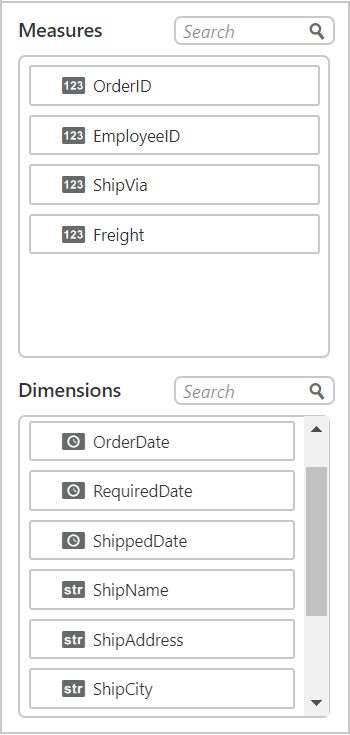 Measures
Search
123 OrderID
123 EmployeeID
123 ShipVia
123 Freight
Dimensions
Search
OrderDate
RequiredDate
ShippedDate
str ShipName
str ShipAddress
str ShipCity